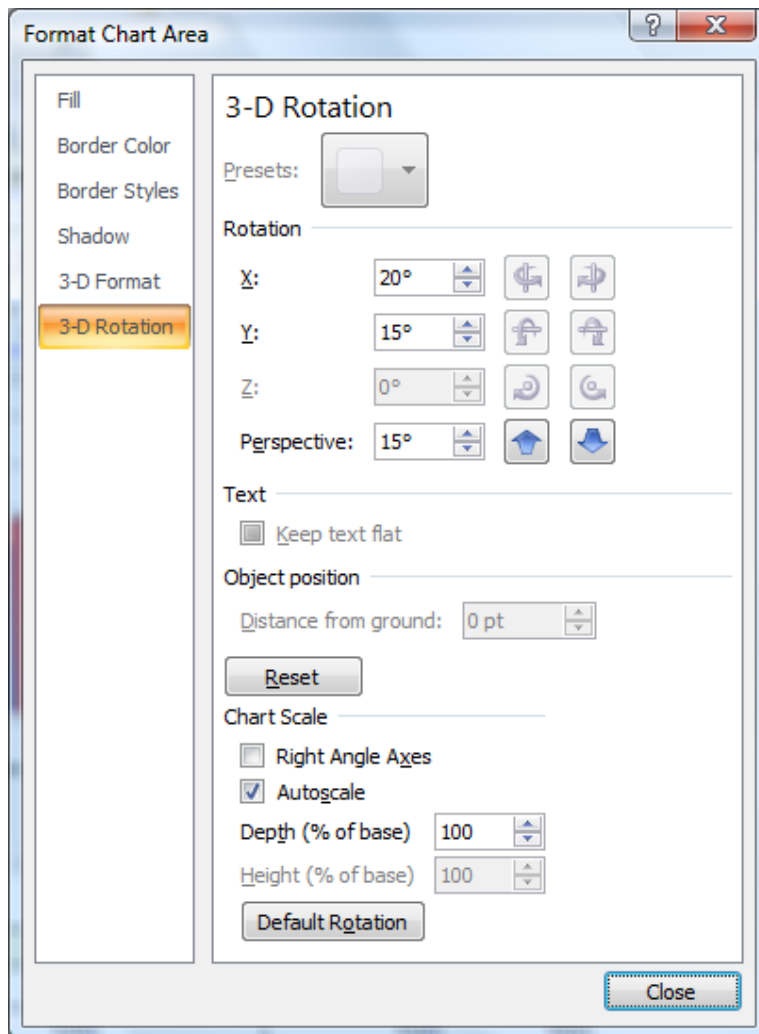 Format Chart Area
? X
Fill
Border Color
Border Styles
Shadow
3-D Format
3-D Rotation
3-D Rotation
Presets:
Rotation
X: 20°
Y: 15°
Z: 0°
Perspective: 15°
Text
Keep text flat
Object position
Distance from ground: 0 pt
Reset
Chart Scale
Right Angle Axes
Autoscale
Depth (% of base) 100
Height (% of base) 100
Default Rotation
Close